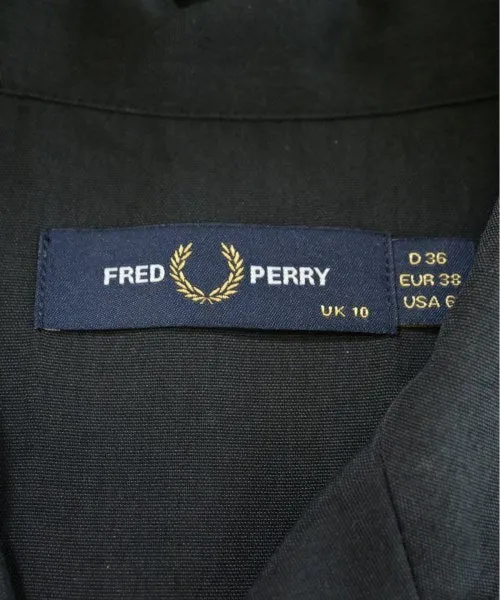 FRED PERRY
UK 10
D 36
EUR 38
USA 6